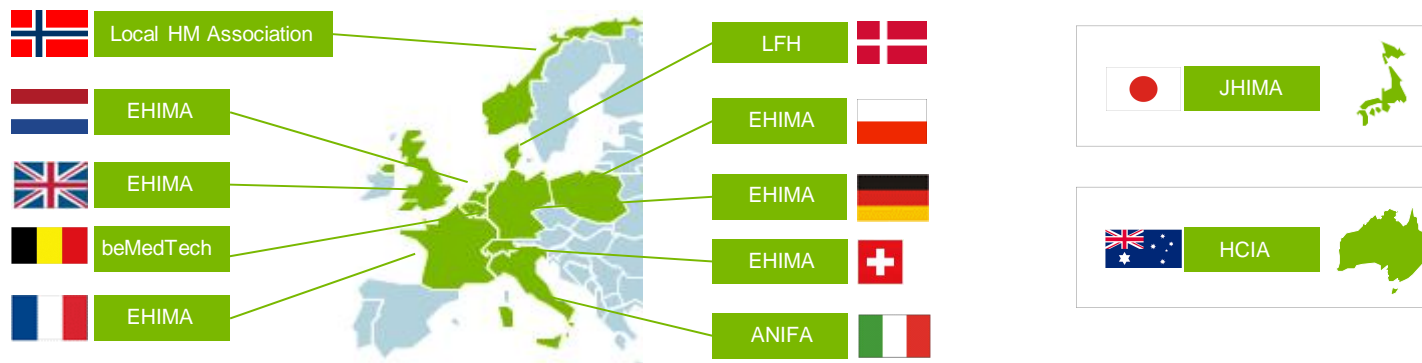 Local HM Association
EHIMA
EHIMA
beMedTech
EHIMA
LFH
EHIMA
EHIMA
EHIMA
ANIFA
JHIMA
HCIA